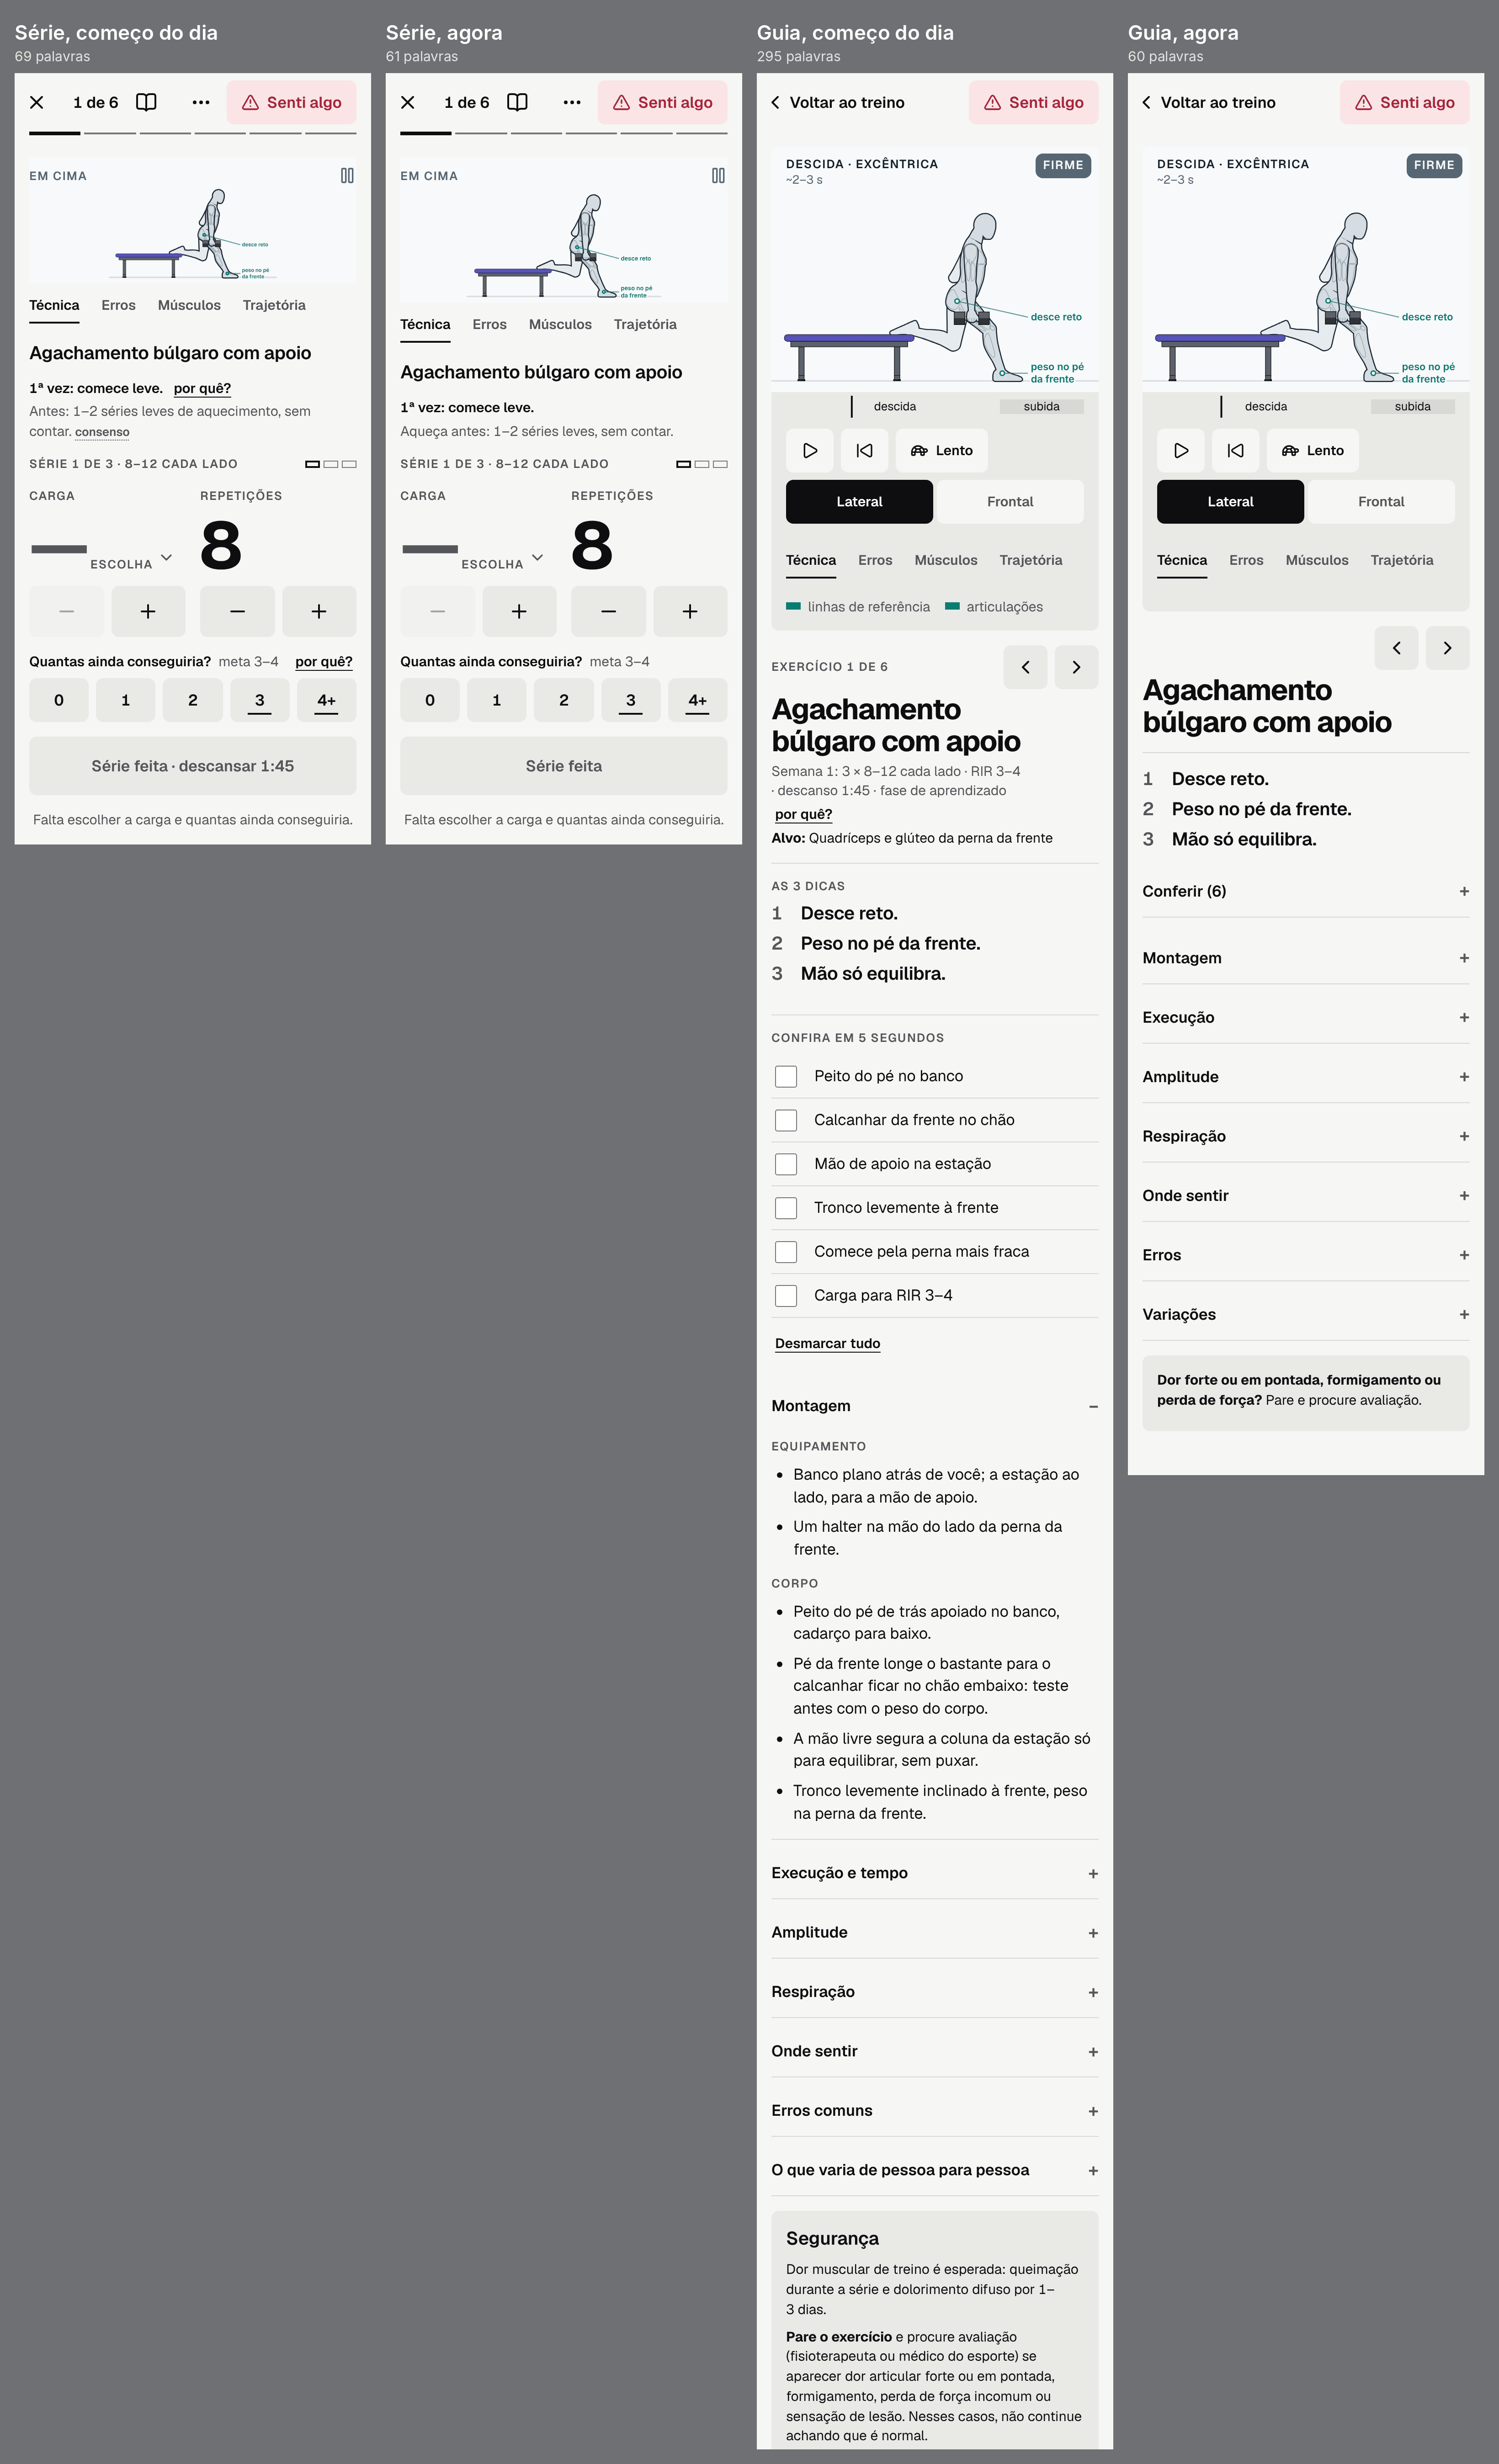 Série, começo do dia
69 palavras
1 de 6
Senti algo
EM CIMA
desce reto
peso no pé
da frente
Técnica Erros Músculos Trajetória
Agachamento búlgaro com apoio
1ª vez: comece leve. por quê?
Antes: 1–2 séries leves de aquecimento, sem
contar. consenso
SÉRIE 1 DE 3 · 8–12 CADA LADO
CARGA REPETIÇÕES
ESCOLHA 8
− + − +
Quantas ainda conseguiria? meta 3–4 por quê?
0 1 2 3 4+
Série feita · descansar 1:45
Falta escolher a carga e quantas ainda conseguiria.
Série, agora
61 palavras
1 de 6
Senti algo
EM CIMA
desce reto
peso no pé
da frente
Técnica Erros Músculos Trajetória
Agachamento búlgaro com apoio
1ª vez: comece leve.
Aqueça antes: 1–2 séries leves, sem contar.
SÉRIE 1 DE 3 · 8–12 CADA LADO
CARGA REPETIÇÕES
ESCOLHA 8
− + − +
Quantas ainda conseguiria? meta 3–4
0 1 2 3 4+
Série feita
Falta escolher a carga e quantas ainda conseguiria.
Guia, começo do dia
295 palavras
Voltar ao treino
Senti algo
DESCIDA · EXCÊNTRICA
FIRME
~2–3 s
desce reto
peso no pé
da frente
descida subida
Lento
Lateral Frontal
Técnica Erros Músculos Trajetória
linhas de referência articulações
EXERCÍCIO 1 DE 6
Agachamento
búlgaro com apoio
Semana 1: 3 × 8–12 cada lado · RIR 3–4
· descanso 1:45 · fase de aprendizado
por quê?
Alvo: Quadríceps e glúteo da perna da frente
AS 3 DICAS
1 Desce reto.
2 Peso no pé da frente.
3 Mão só equilibra.
CONFIRA EM 5 SEGUNDOS
Peito do pé no banco
Calcanhar da frente no chão
Mão de apoio na estação
Tronco levemente à frente
Comece pela perna mais fraca
Carga para RIR 3–4
Desmarcar tudo
Montagem −
EQUIPAMENTO
• Banco plano atrás de você; a estação ao
lado, para a mão de apoio.
• Um halter na mão do lado da perna da
frente.
CORPO
• Peito do pé de trás apoiado no banco,
cadarço para baixo.
• Pé da frente longe o bastante para o
calcanhar ficar no chão embaixo: teste
antes com o peso do corpo.
• A mão livre segura a coluna da estação só
para equilibrar, sem puxar.
• Tronco levemente inclinado à frente, peso
na perna da frente.
Execução e tempo +
Amplitude +
Respiração +
Onde sentir +
Erros comuns +
O que varia de pessoa para pessoa +
Segurança
Dor muscular de treino é esperada: queimação
durante a série e dolorimento difuso por 1–
3 dias.
Pare o exercício e procure avaliação
(fisioterapeuta ou médico do esporte) se
aparecer dor articular forte ou em pontada,
formigamento, perda de força incomum ou
sensação de lesão. Nesses casos, não continue
achando que é normal.
Guia, agora
60 palavras
Voltar ao treino
Senti algo
DESCIDA · EXCÊNTRICA
FIRME
~2–3 s
desce reto
peso no pé
da frente
descida subida
Lento
Lateral Frontal
Técnica Erros Músculos Trajetória
Agachamento
búlgaro com apoio
1 Desce reto.
2 Peso no pé da frente.
3 Mão só equilibra.
Conferir (6) +
Montagem +
Execução +
Amplitude +
Respiração +
Onde sentir +
Erros +
Variações +
Dor forte ou em pontada, formigamento ou
perda de força? Pare e procure avaliação.